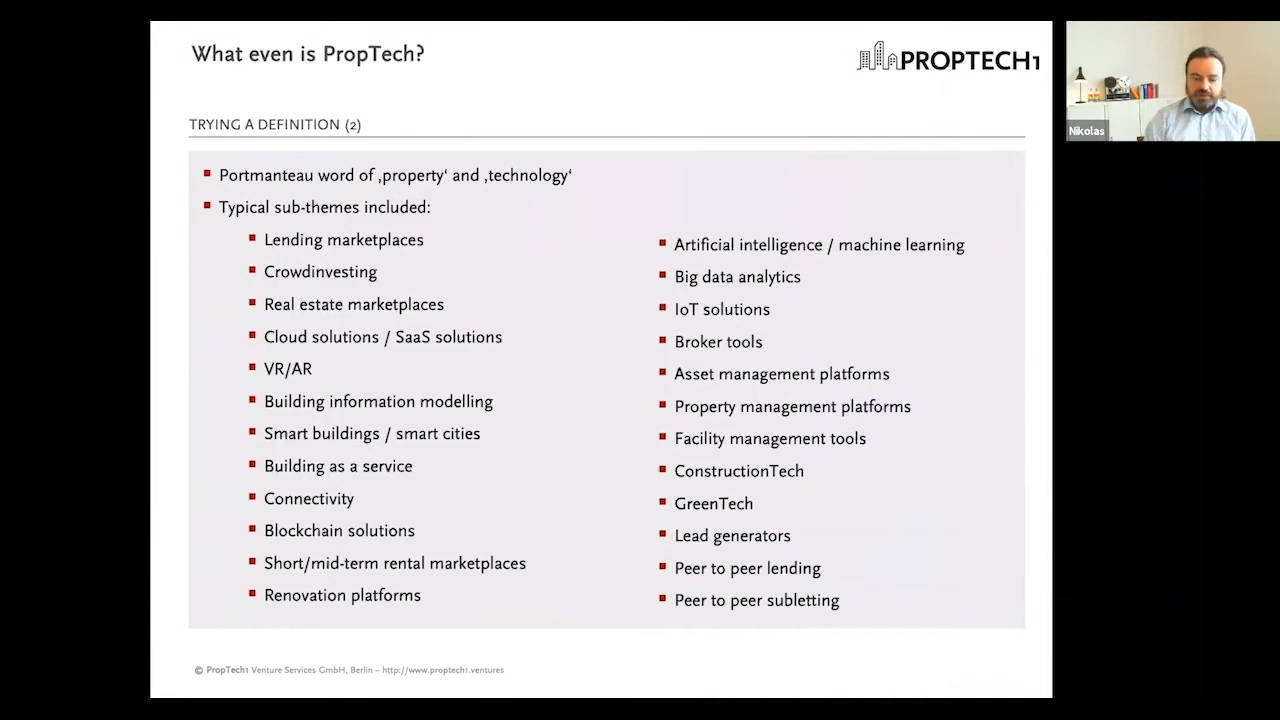 What even is PropTech?
PROPTECH1
TRYING A DEFINITION (2)
Portmanteau word of ‚property‘ and ‚technology‘
Typical sub-themes included:
Lending marketplaces
Crowdinvesting
Real estate marketplaces
Cloud solutions / SaaS solutions
VR/AR
Building information modelling
Smart buildings / smart cities
Building as a service
Connectivity
Blockchain solutions
Short/mid-term rental marketplaces
Renovation platforms
Artificial intelligence / machine learning
Big data analytics
IoT solutions
Broker tools
Asset management platforms
Property management platforms
Facility management tools
ConstructionTech
GreenTech
Lead generators
Peer to peer lending
Peer to peer subletting
© PropTech1 Venture Services GmbH, Berlin – http://www.proptech1.ventures
Nikolas